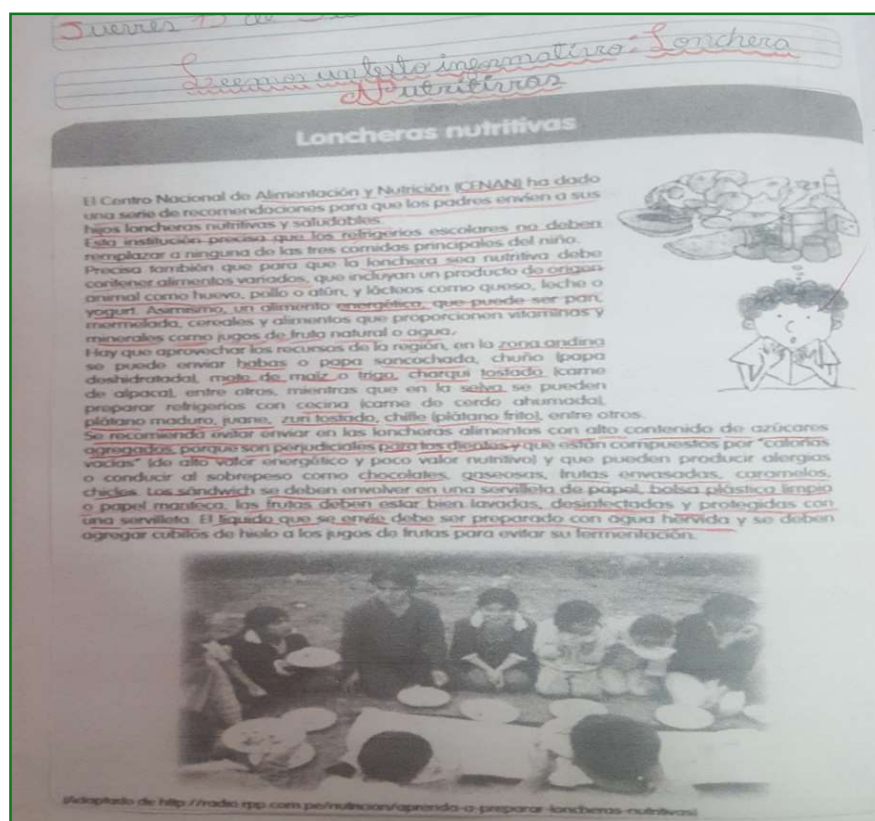 Jueves 15 de
Leemos un texto informativo: Lonchera
Nutritivas
Loncheras nutritivas
El Centro Nacional de Alimentación y Nutrición (CENAN) ha dado
una serie de recomendaciones para que los padres envíen a sus
hijos loncheras nutritivas y saludables.
Esta institución precisa que los refrigerios escolares no deben
remplazar a ninguna de las tres comidas principales del niño.
Precisa también que para que la lonchera sea nutritiva debe
contener alimentos variados, que incluyan un producto de origen
animal como huevo, pollo o atún, y lácteos como queso, leche o
yogurt. Asimismo, un alimento energético, que puede ser pan,
mermelada, cereales y alimentos que proporcionen vitaminas y
minerales como jugos de fruta natural o agua.
Hay que aprovechar los recursos de la región, en la zona andina
se puede enviar habas o papa sancochada, chuño (papa
deshidratada), mote de maíz o trigo, charqui tostado (carne
de alpaca), entre otros, mientras que en la selva se pueden
preparar refrigerios con cecina (carne de cerdo ahumada),
plátano maduro, juane, zuri tostado, chifle (plátano frito), entre otros.
Se recomienda evitar enviar en las loncheras alimentos con alto contenido de azúcares
agregados, porque son perjudiciales para los dientes y que están compuestos por "calorías
vacías" (de alto valor energético y poco valor nutritivo) y que pueden producir alergias
o conducir al sobrepeso como chocolates, gaseosas, frutas envasadas, caramelos,
chicles. Los sándwich se deben envolver en una servilleta de papel, bolsa plástica limpia
o papel manteca, las frutas deben estar bien lavadas, desinfectadas y protegidas con
una servilleta. El líquido que se envíe debe ser preparado con agua hervida y se deben
agregar cubitos de hielo a los jugos de frutas para evitar su fermentación.
(Adaptado de http://radio.rpp.com.pe/nutricion/aprenda-a-preparar-loncheras-nutritivas)